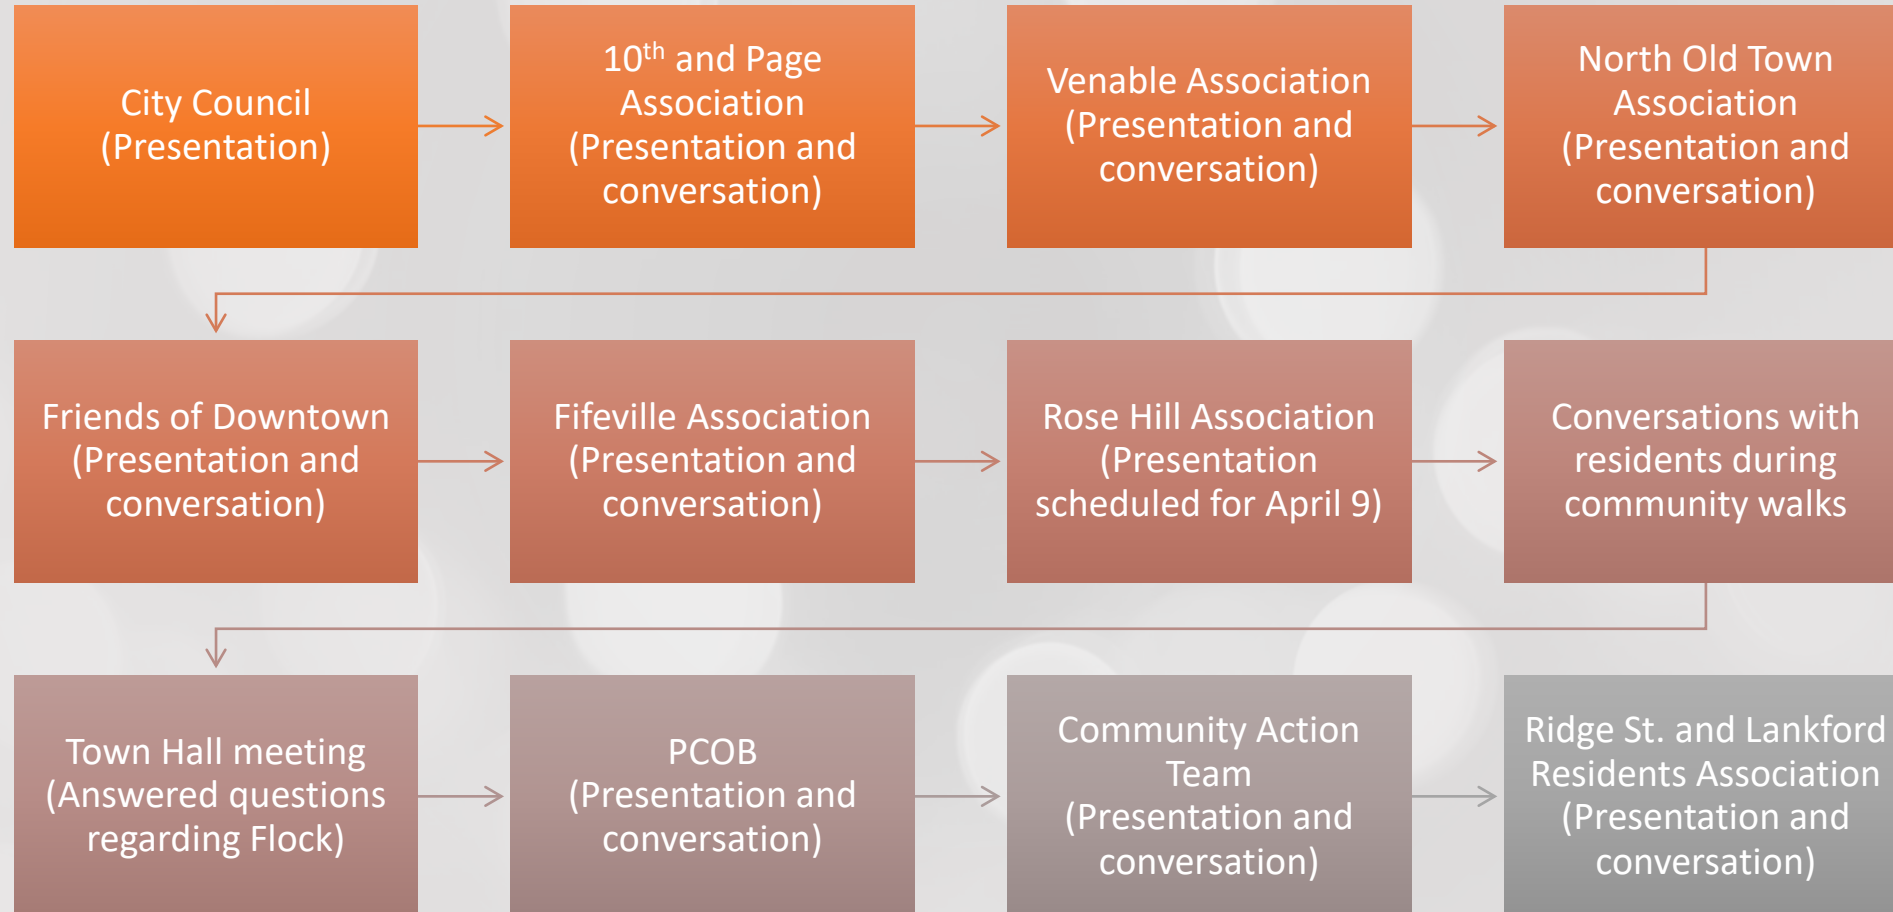 City Council
(Presentation)
10th and Page
Association
(Presentation and
conversation)
Venable Association
(Presentation and
conversation)
North Old Town
Association
(Presentation and
conversation)
Friends of Downtown
(Presentation and
conversation)
Fifeville Association
(Presentation and
conversation)
Rose Hill Association
(Presentation
scheduled for April 9)
Conversations with
residents during
community walks
Town Hall meeting
(Answered questions
regarding Flock)
PCOB
(Presentation and
conversation)
Community Action
Team
(Presentation and
conversation)
Ridge St. and Lankford
Residents Association
(Presentation and
conversation)